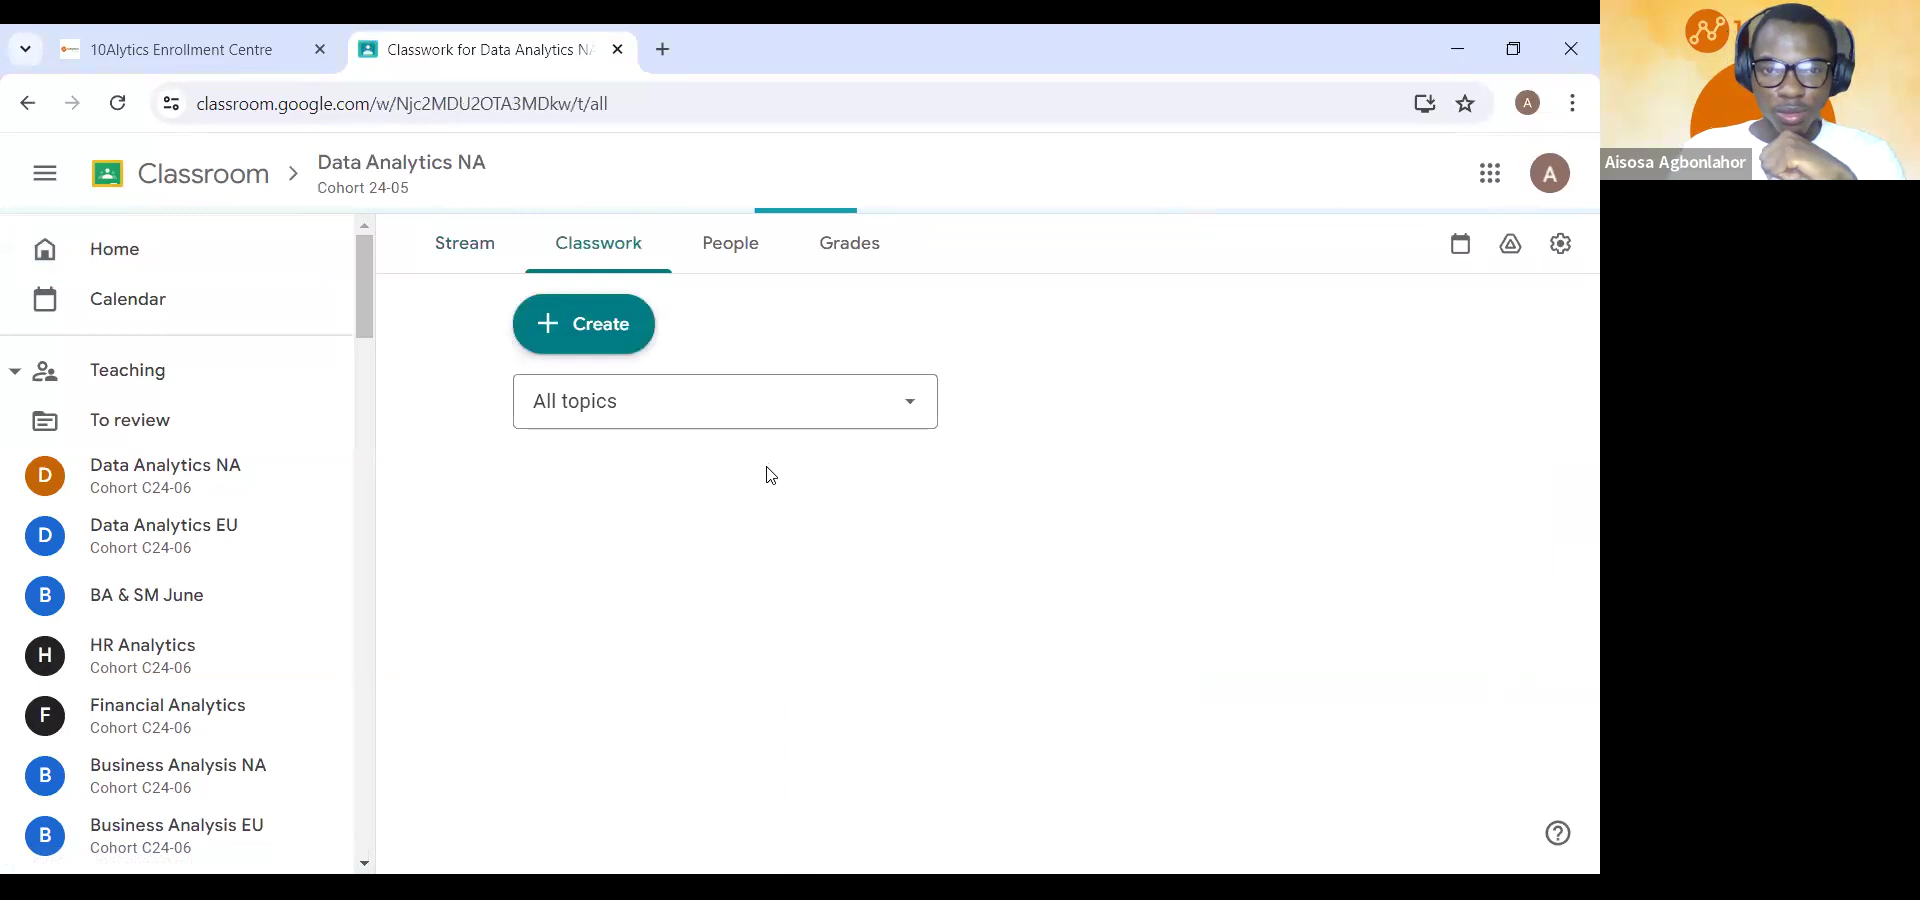 10Alytics Enrollment Centre
Classwork for Data Analytics NA
classroom.google.com/w/Njc2MDU2OTA3MDkw/t/all
A
Classroom
Data Analytics NA
Cohort 24-05
A
Home
Calendar
Teaching
To review
D
Data Analytics NA
Cohort C24-06
D
Data Analytics EU
Cohort C24-06
B
BA & SM June
H
HR Analytics
Cohort C24-06
F
Financial Analytics
Cohort C24-06
B
Business Analysis NA
Cohort C24-06
B
Business Analysis EU
Cohort C24-06
Stream
Classwork
People
Grades
Create
All topics
Aisosa Agbonlahor